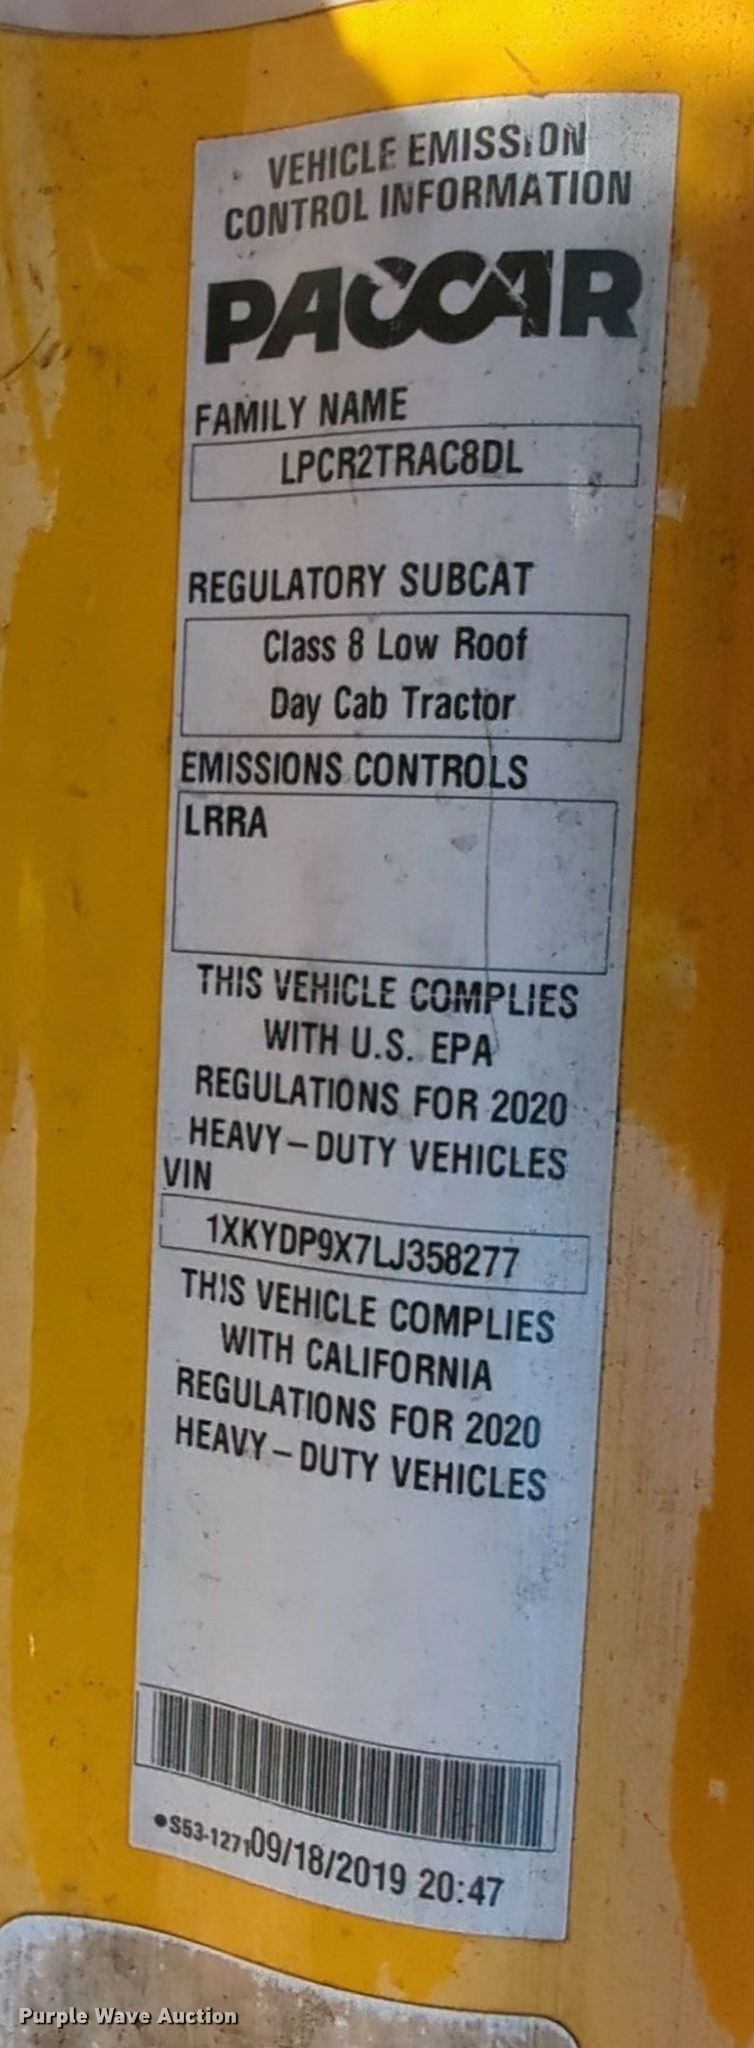 VEHICLE EMISSION
CONTROL INFORMATION
PACCAR
FAMILY NAME
LPCR2TRAC8DL
REGULATORY SUBCAT
Class 8 Low Roof
Day Cab Tractor
EMISSIONS CONTROLS
LRRA
THIS VEHICLE COMPLIES
WITH U.S. EPA
REGULATIONS FOR 2020
HEAVY-DUTY VEHICLES
VIN
1XKYDP9X7LJ358277
THIS VEHICLE COMPLIES
WITH CALIFORNIA
REGULATIONS FOR 2020
HEAVY-DUTY VEHICLES
•S53-1271 09/18/2019 20:47
Purple Wave Auction